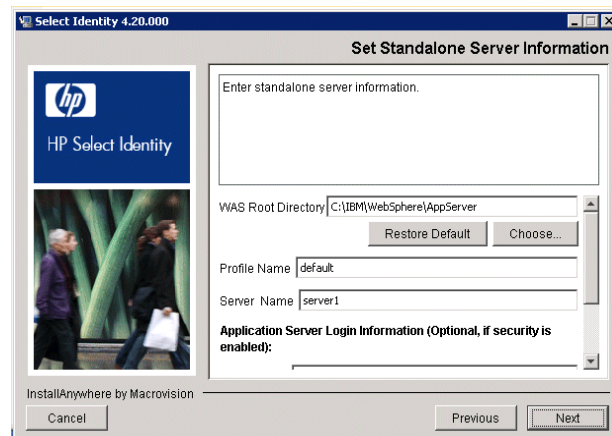 Select Identity 4.20.000
Set Standalone Server Information
hp
HP Select Identity
Enter standalone server information.
WAS Root Directory C:\IBM\WebSphere\AppServer
Restore Default Choose...
Profile Name default
Server Name server1
Application Server Login Information (Optional, if security is
enabled):
InstallAnywhere by Macrovision
Cancel Previous Next